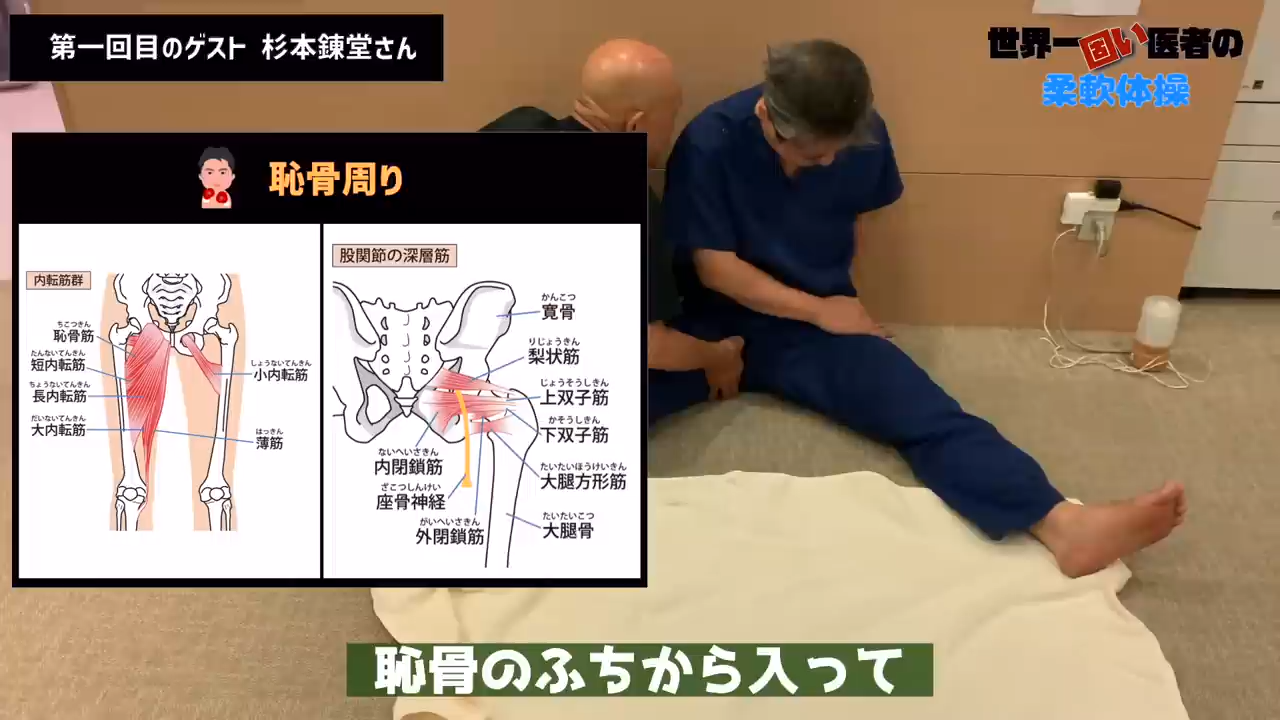 第一回目のゲスト 杉本錬堂さん
世界一固い医者の
柔軟体操
恥骨周り
内転筋群
ちこつきん
恥骨筋
たんないてんきん
短内転筋
ちょうないてんきん
長内転筋
だいないてんきん
大内転筋
しょうないてんきん
小内転筋
はっきん
薄筋
股関節の深層筋
かんこつ
寛骨
りじょうきん
梨状筋
じょうそうしきん
上双子筋
かそうしきん
下双子筋
たいたいほうけいきん
大腿方形筋
たいたいこつ
大腿骨
ないへいさきん
内閉鎖筋
ざこつしんけい
座骨神経
がいへいさきん
外閉鎖筋
恥骨のふちから入って